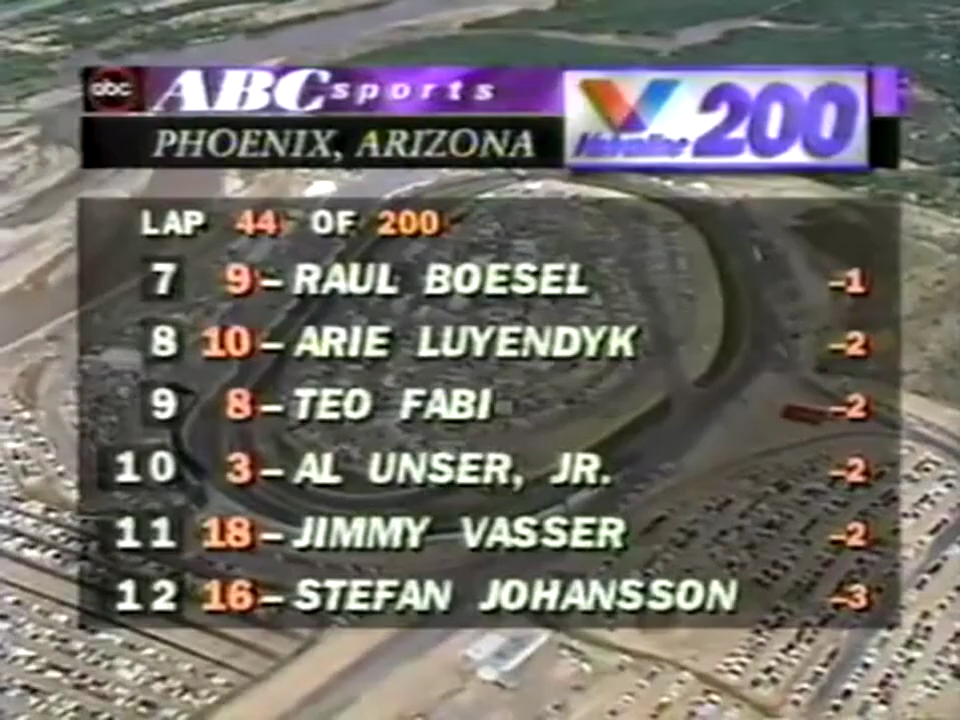 abc ABC sports
PHOENIX, ARIZONA
Valvoline 200
LAP 44 OF 200
7 9- RAUL BOESEL -1
8 10- ARIE LUYENDYK -2
9 8- TEO FABI -2
10 3- AL UNSER, JR. -2
11 18- JIMMY VASSER -2
12 16- STEFAN JOHANSSON -3